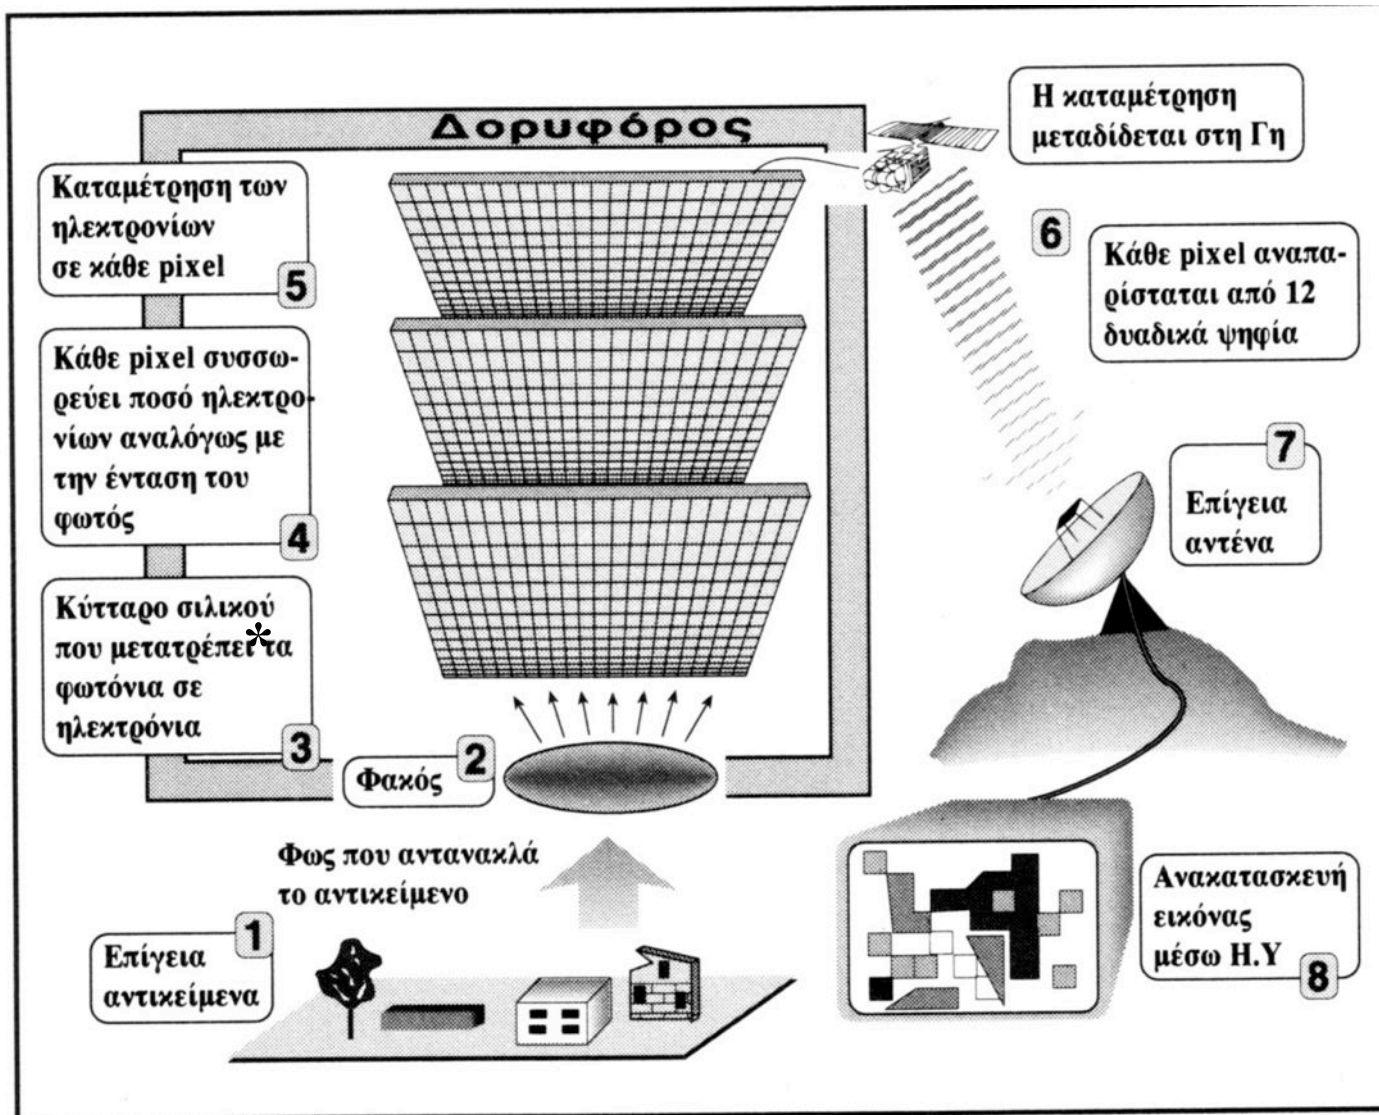 Δορυφόρος
Η καταμέτρηση
μεταδίδεται στη Γη
Καταμέτρηση των
ηλεκτρονίων
σε κάθε pixel
5
6
Κάθε pixel αναπα-
ρίσταται από 12
δυαδικά ψηφία
Κάθε pixel συσσω-
ρεύει ποσό ηλεκτρο-
νίων αναλόγως με
την ένταση του
φωτός
4
7
Επίγεια
αντένα
Κύτταρο σιλικού
που μετατρέπει* τα
φωτόνια σε
ηλεκτρόνια
3
Φακός
2
Φως που αντανακλά
το αντικείμενο
1
Επίγεια
αντικείμενα
Ανακατασκευή
εικόνας
μέσω Η.Υ
8